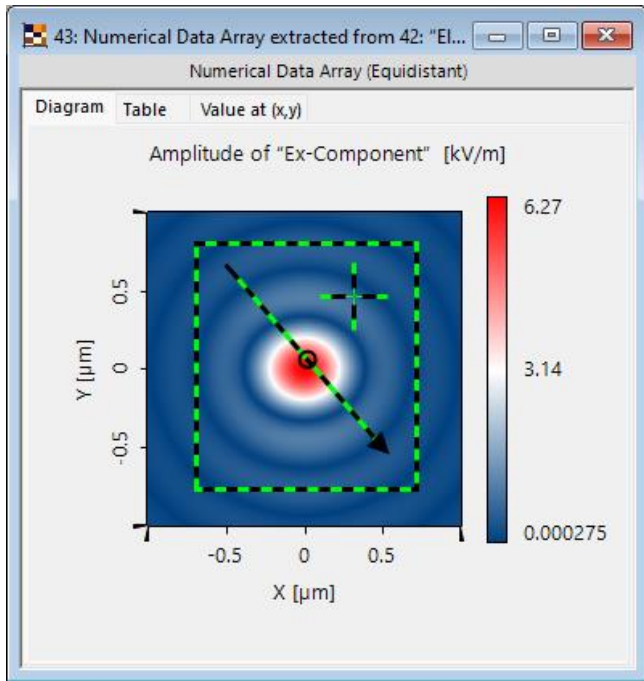 43: Numerical Data Array extracted from 42: "El...
Numerical Data Array (Equidistant)
Diagram Table Value at (x,y)
Amplitude of "Ex-Component" [kV/m]
6.27
3.14
0.000275
Y [µm]
0.5
0
-0.5
-0.5 0 0.5
X [µm]